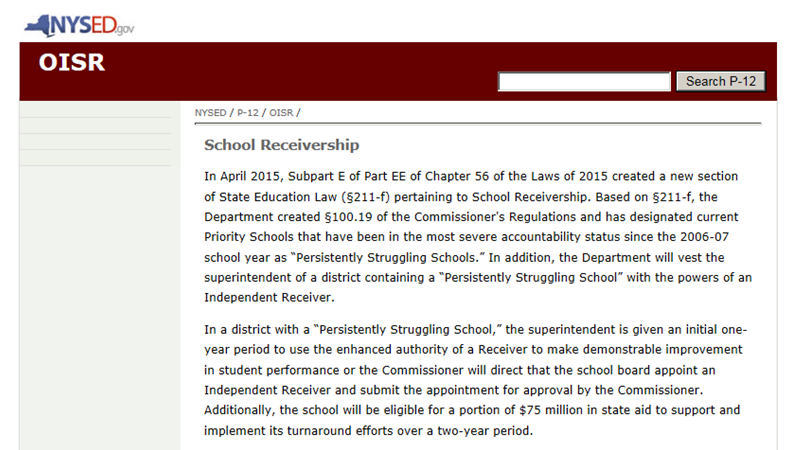 NYSED.gov
OISR
Search P-12
NYSED / P-12 / OISR /
School Receivership
In April 2015, Subpart E of Part EE of Chapter 56 of the Laws of 2015 created a new section
of State Education Law (§211-f) pertaining to School Receivership. Based on §211-f, the
Department created §100.19 of the Commissioner's Regulations and has designated current
Priority Schools that have been in the most severe accountability status since the 2006-07
school year as “Persistently Struggling Schools.” In addition, the Department will vest the
superintendent of a district containing a “Persistently Struggling School” with the powers of an
Independent Receiver.
In a district with a “Persistently Struggling School,” the superintendent is given an initial one-
year period to use the enhanced authority of a Receiver to make demonstrable improvement
in student performance or the Commissioner will direct that the school board appoint an
Independent Receiver and submit the appointment for approval by the Commissioner.
Additionally, the school will be eligible for a portion of $75 million in state aid to support and
implement its turnaround efforts over a two-year period.